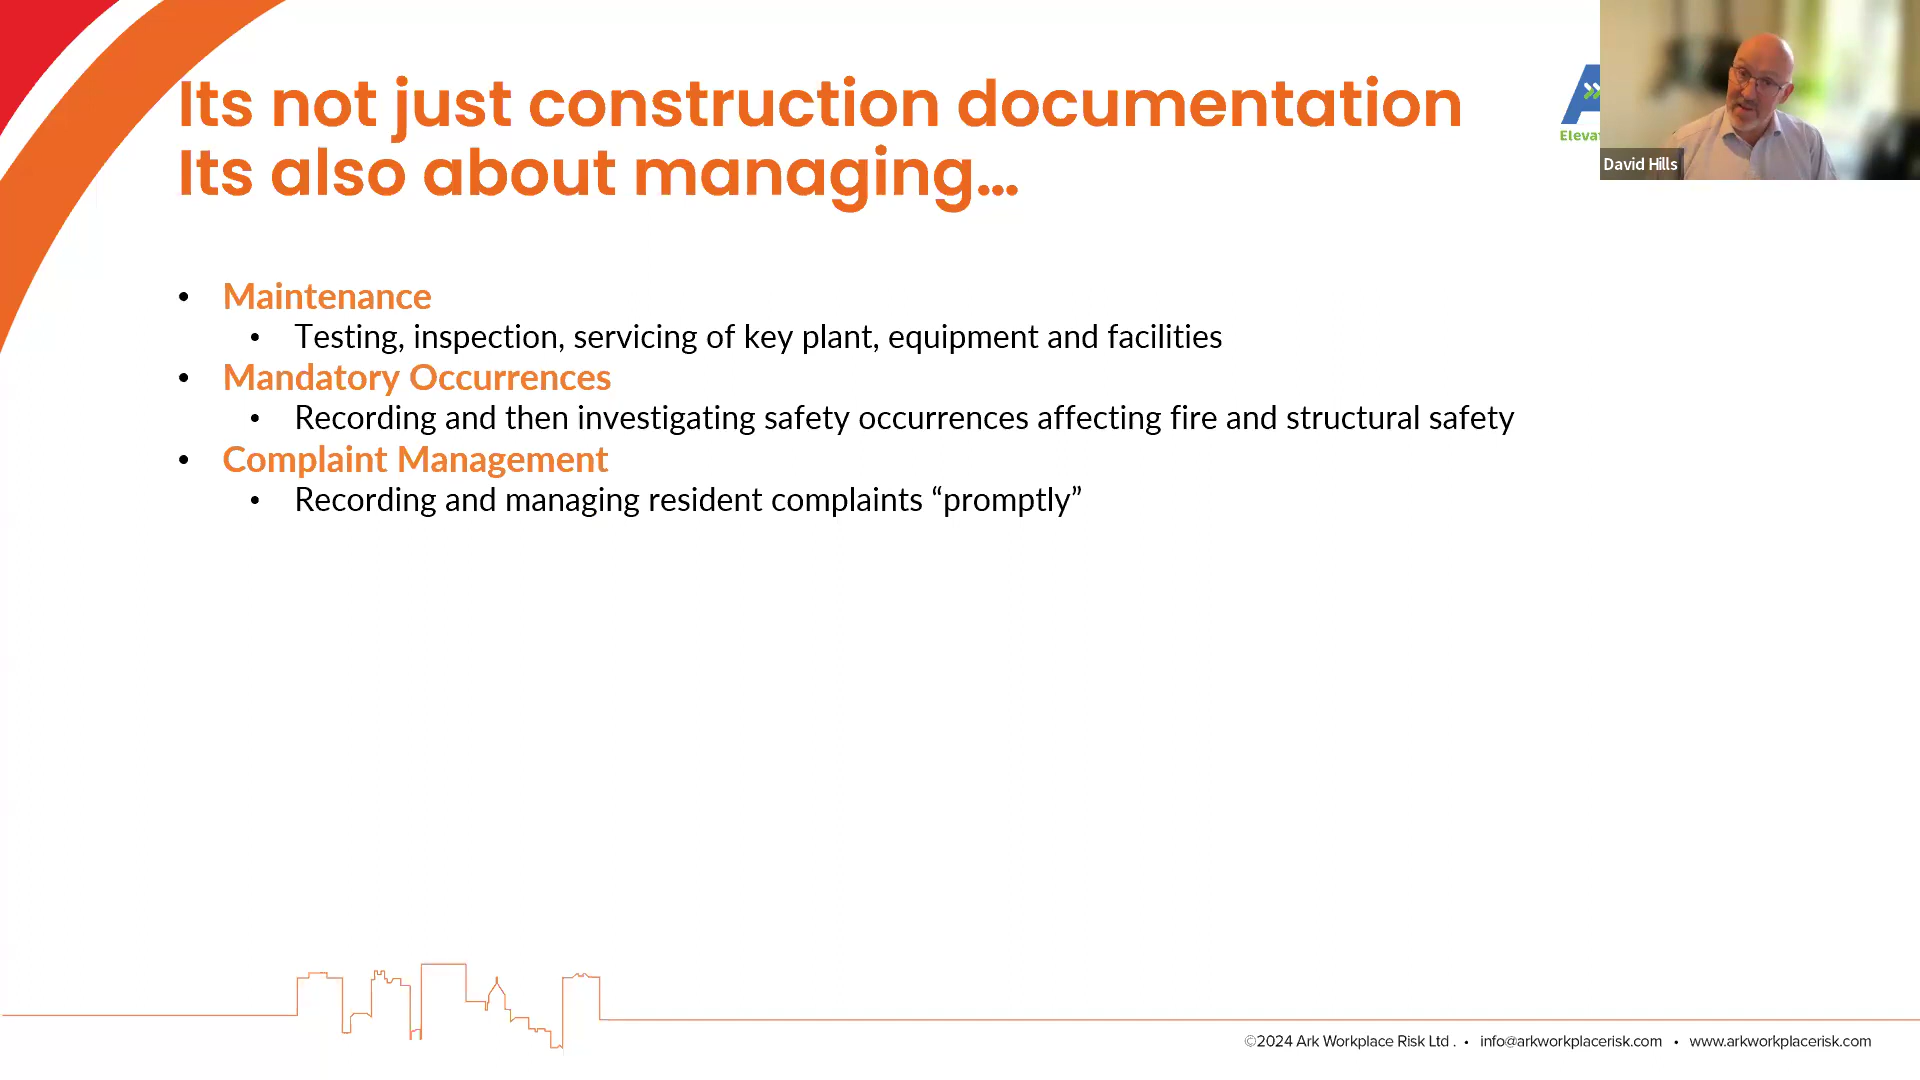 Its not just construction documentation
Its also about managing...
• Maintenance
• Testing, inspection, servicing of key plant, equipment and facilities
• Mandatory Occurrences
• Recording and then investigating safety occurrences affecting fire and structural safety
• Complaint Management
• Recording and managing resident complaints “promptly”
David Hills
©2024 Ark Workplace Risk Ltd . • info@arkworkplacerisk.com • www.arkworkplacerisk.com